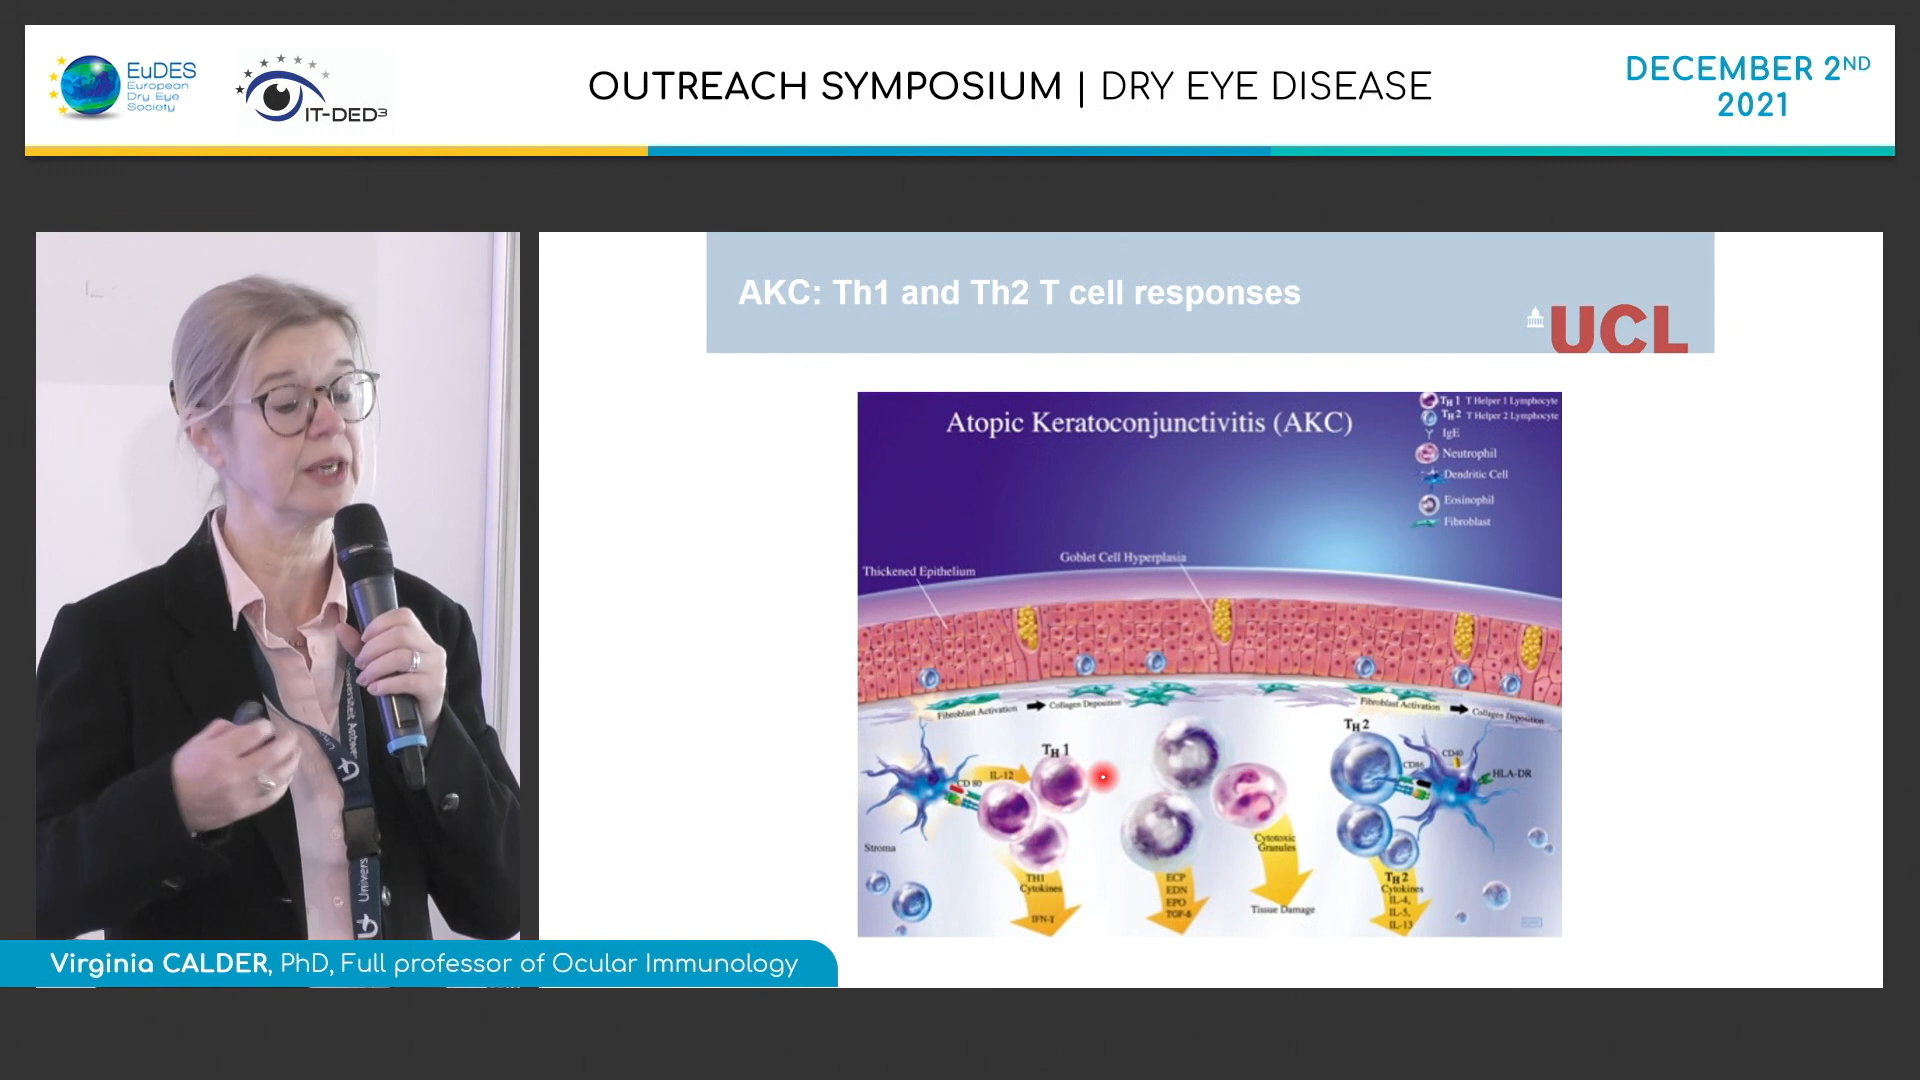 EuDES
European
Dry Eye
Society
IT-DED³
OUTREACH SYMPOSIUM | DRY EYE DISEASE
DECEMBER 2ND
2021
AKC: Th1 and Th2 T cell responses
UCL
Atopic Keratoconjunctivitis (AKC)
TH1 T Helper 1 Lymphocyte
TH2 T Helper 2 Lymphocyte
IgE
Neutrophil
Dendritic Cell
Eosinophil
Fibroblast
Goblet Cell Hyperplasia
Thickened Epithelium
Fibroblast Activation
Collagen Deposition
Fibroblast Activation
Collagen Deposition
TH1
IL-12
CD 80
TH2
CD40
CD86
HLA-DR
Stroma
Cytotoxic
Granules
Tissue Damage
TH1
Cytokines
IFN-γ
ECP
EDN
EPO
TGF-β
TH2
Cytokines
IL-4,
IL-5,
IL-13
Virginia CALDER, PhD, Full professor of Ocular Immunology